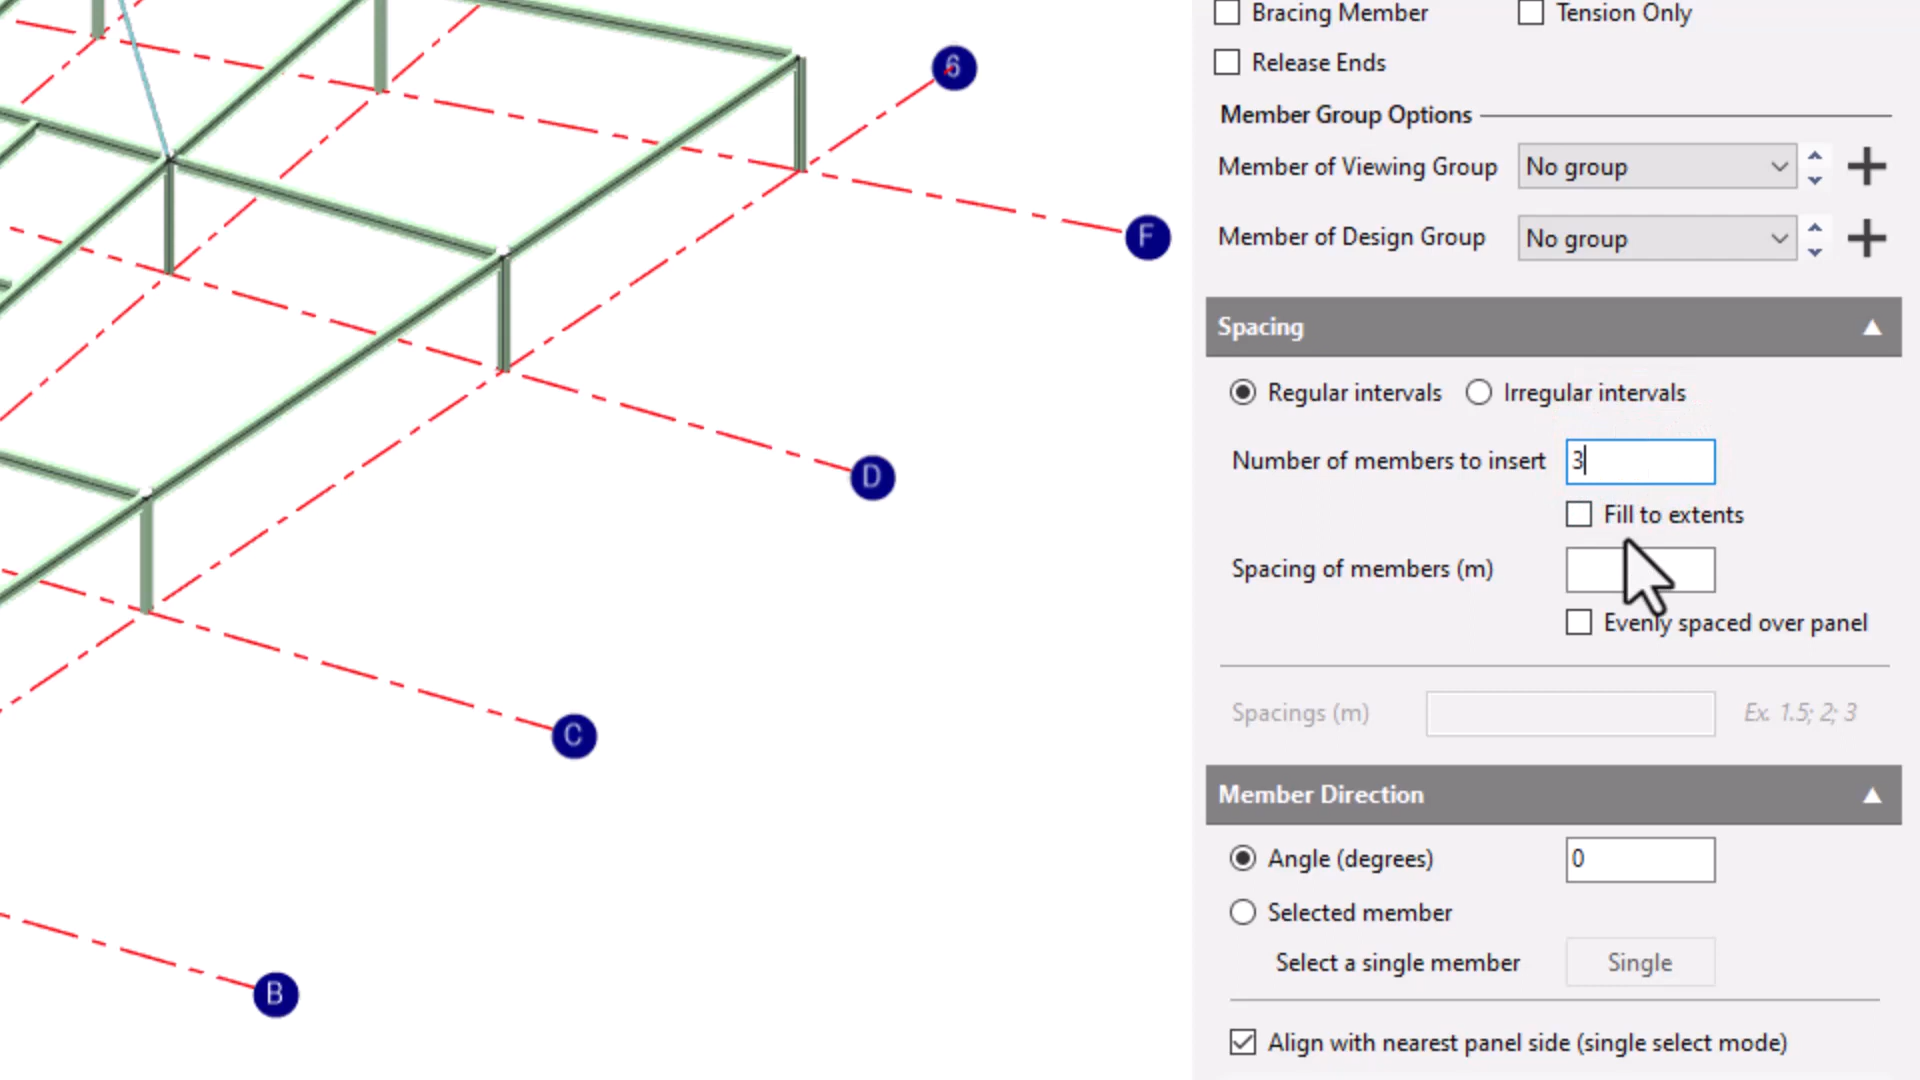 Bracing Member
Tension Only
Release Ends
Member Group Options
Member of Viewing Group
No group
Member of Design Group
No group
Spacing
Regular intervals
Irregular intervals
Number of members to insert
3
Fill to extents
Spacing of members (m)
Evenly spaced over panel
Spacings (m)
Ex. 1.5; 2; 3
Member Direction
Angle (degrees)
0
Selected member
Select a single member
Single
Align with nearest panel side (single select mode)
6
F
D
C
B